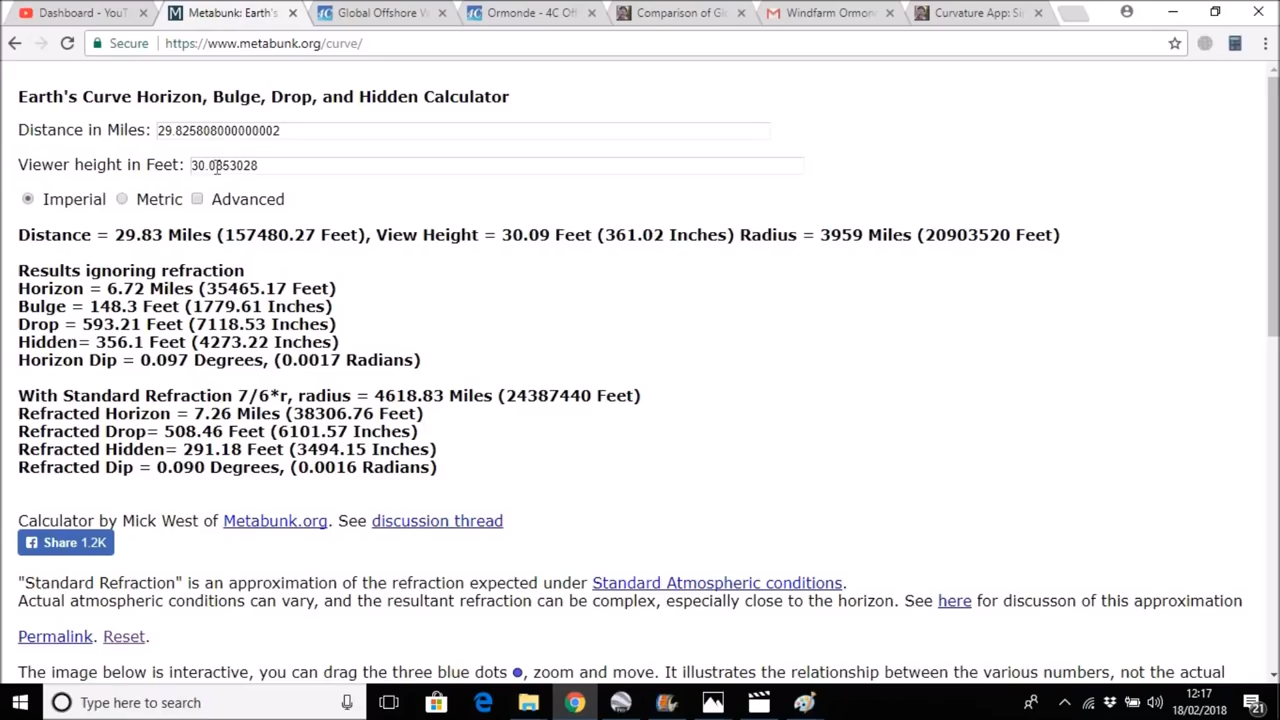 Dashboard - YouT
Metabunk: Earth's
Global Offshore W
Ormonde - 4C Off
Comparison of Glo
Windfarm Ormon
Curvature App: Si
Secure
https://www.metabunk.org/curve/
Earth's Curve Horizon, Bulge, Drop, and Hidden Calculator
Distance in Miles: 29.825808000000002
Viewer height in Feet: 30.0853028
Imperial Metric Advanced
Distance = 29.83 Miles (157480.27 Feet), View Height = 30.09 Feet (361.02 Inches) Radius = 3959 Miles (20903520 Feet)
Results ignoring refraction
Horizon = 6.72 Miles (35465.17 Feet)
Bulge = 148.3 Feet (1779.61 Inches)
Drop = 593.21 Feet (7118.53 Inches)
Hidden= 356.1 Feet (4273.22 Inches)
Horizon Dip = 0.097 Degrees, (0.0017 Radians)
With Standard Refraction 7/6*r, radius = 4618.83 Miles (24387440 Feet)
Refracted Horizon = 7.26 Miles (38306.76 Feet)
Refracted Drop= 508.46 Feet (6101.57 Inches)
Refracted Hidden= 291.18 Feet (3494.15 Inches)
Refracted Dip = 0.090 Degrees, (0.0016 Radians)
Calculator by Mick West of Metabunk.org. See discussion thread
Share 1.2K
"Standard Refraction" is an approximation of the refraction expected under Standard Atmospheric conditions.
Actual atmospheric conditions can vary, and the resultant refraction can be complex, especially close to the horizon. See here for discusson of this approximation
Permalink. Reset.
The image below is interactive, you can drag the three blue dots , zoom and move. It illustrates the relationship between the various numbers, not the actual
Type here to search
12:17
18/02/2018
21